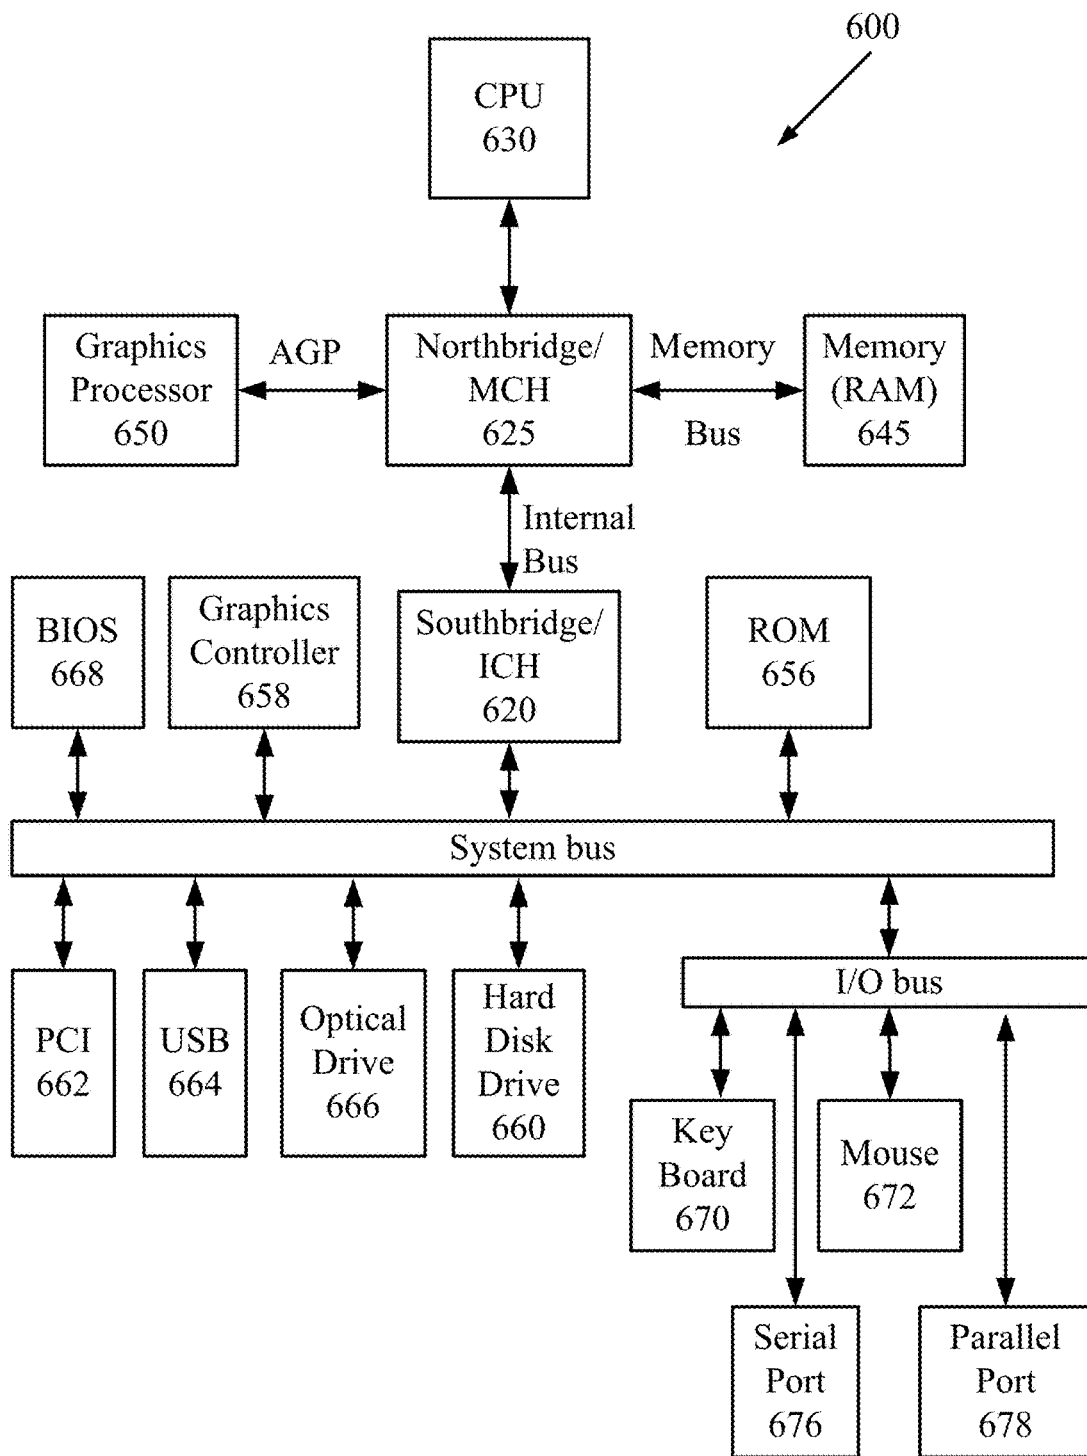 600
CPU
630
Graphics
Processor
650
AGP
Northbridge/
MCH
625
Memory
Bus
Memory
(RAM)
645
Internal
Bus
BIOS
668
Graphics
Controller
658
Southbridge/
ICH
620
ROM
656
System bus
PCI
662
USB
664
Optical
Drive
666
Hard
Disk
Drive
660
I/O bus
Key
Board
670
Mouse
672
Serial
Port
676
Parallel
Port
678